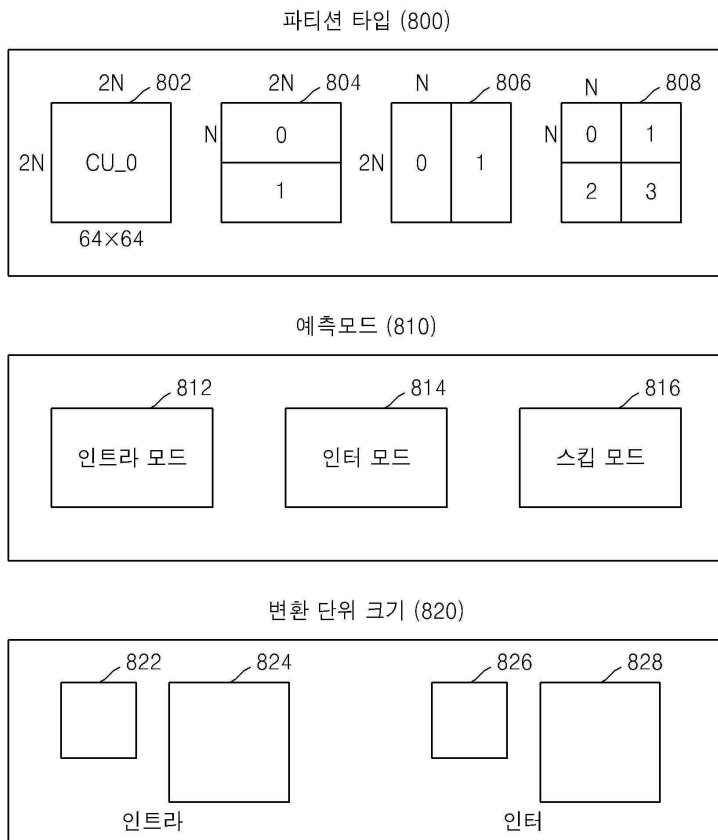 파티션 타입 (800)
2N 802 2N 804 N 806 N 808
2N CU_0 N 0 2N 0 1 N 0 1
1 2 3
64×64
예측모드 (810)
812 814 816
인트라 모드 인터 모드 스킵 모드
변환 단위 크기 (820)
822 824 826 828
인트라 인터